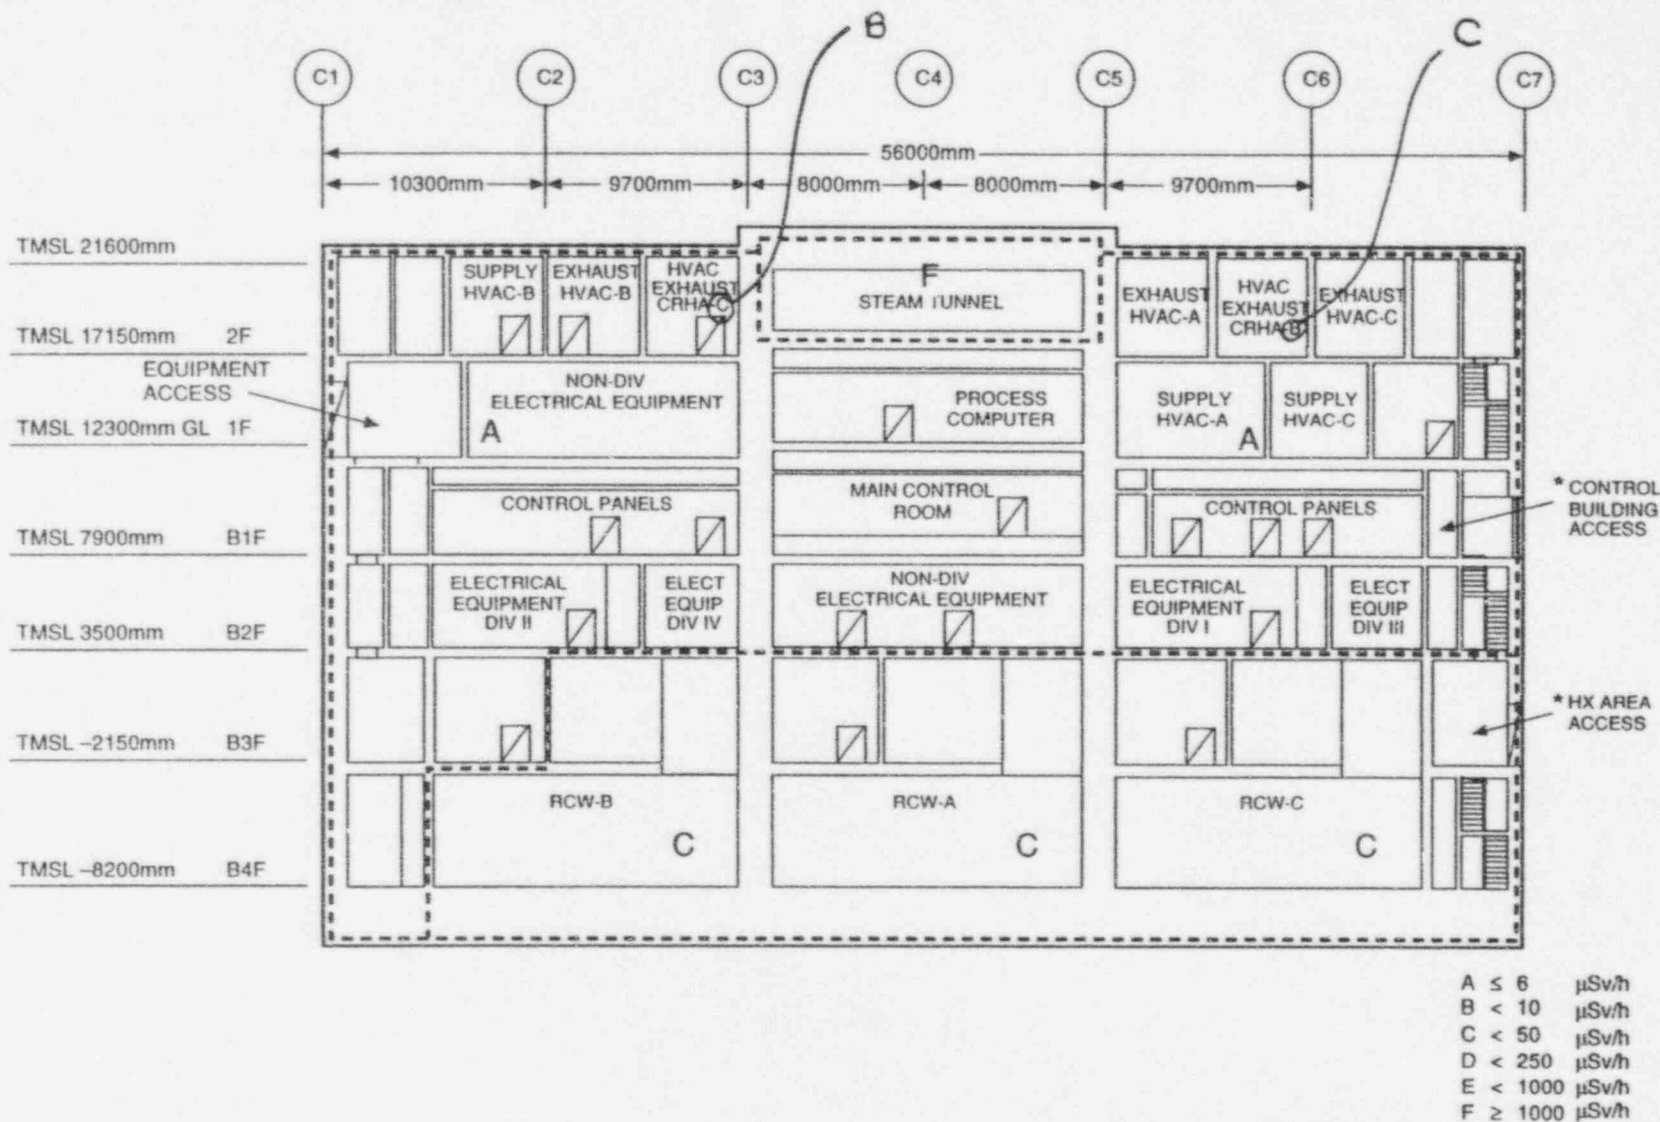 B
C
C1 C2 C3 C4 C5 C6 C7
56000mm
10300mm 9700mm 8000mm 8000mm 9700mm
TMSL 21600mm
SUPPLY HVAC-B
EXHAUST HVAC-B
HVAC EXHAUST CRHA-C
F
STEAM TUNNEL
EXHAUST HVAC-A
HVAC EXHAUST CRHA-B
EXHAUST HVAC-C
TMSL 17150mm 2F
EQUIPMENT
ACCESS
NON-DIV
ELECTRICAL EQUIPMENT
A
PROCESS
COMPUTER
SUPPLY
HVAC-A
A
SUPPLY
HVAC-C
TMSL 12300mm GL 1F
CONTROL PANELS
MAIN CONTROL
ROOM
CONTROL PANELS
* CONTROL
BUILDING
ACCESS
TMSL 7900mm B1F
ELECTRICAL
EQUIPMENT
DIV II
ELECT
EQUIP
DIV IV
NON-DIV
ELECTRICAL EQUIPMENT
ELECTRICAL
EQUIPMENT
DIV I
ELECT
EQUIP
DIV III
TMSL 3500mm B2F
* HX AREA
ACCESS
TMSL -2150mm B3F
RCW-B
C
RCW-A
C
RCW-C
C
TMSL -8200mm B4F
A ≤ 6 µSv/h
B < 10 µSv/h
C < 50 µSv/h
D < 250 µSv/h
E < 1000 µSv/h
F ≥ 1000 µSv/h